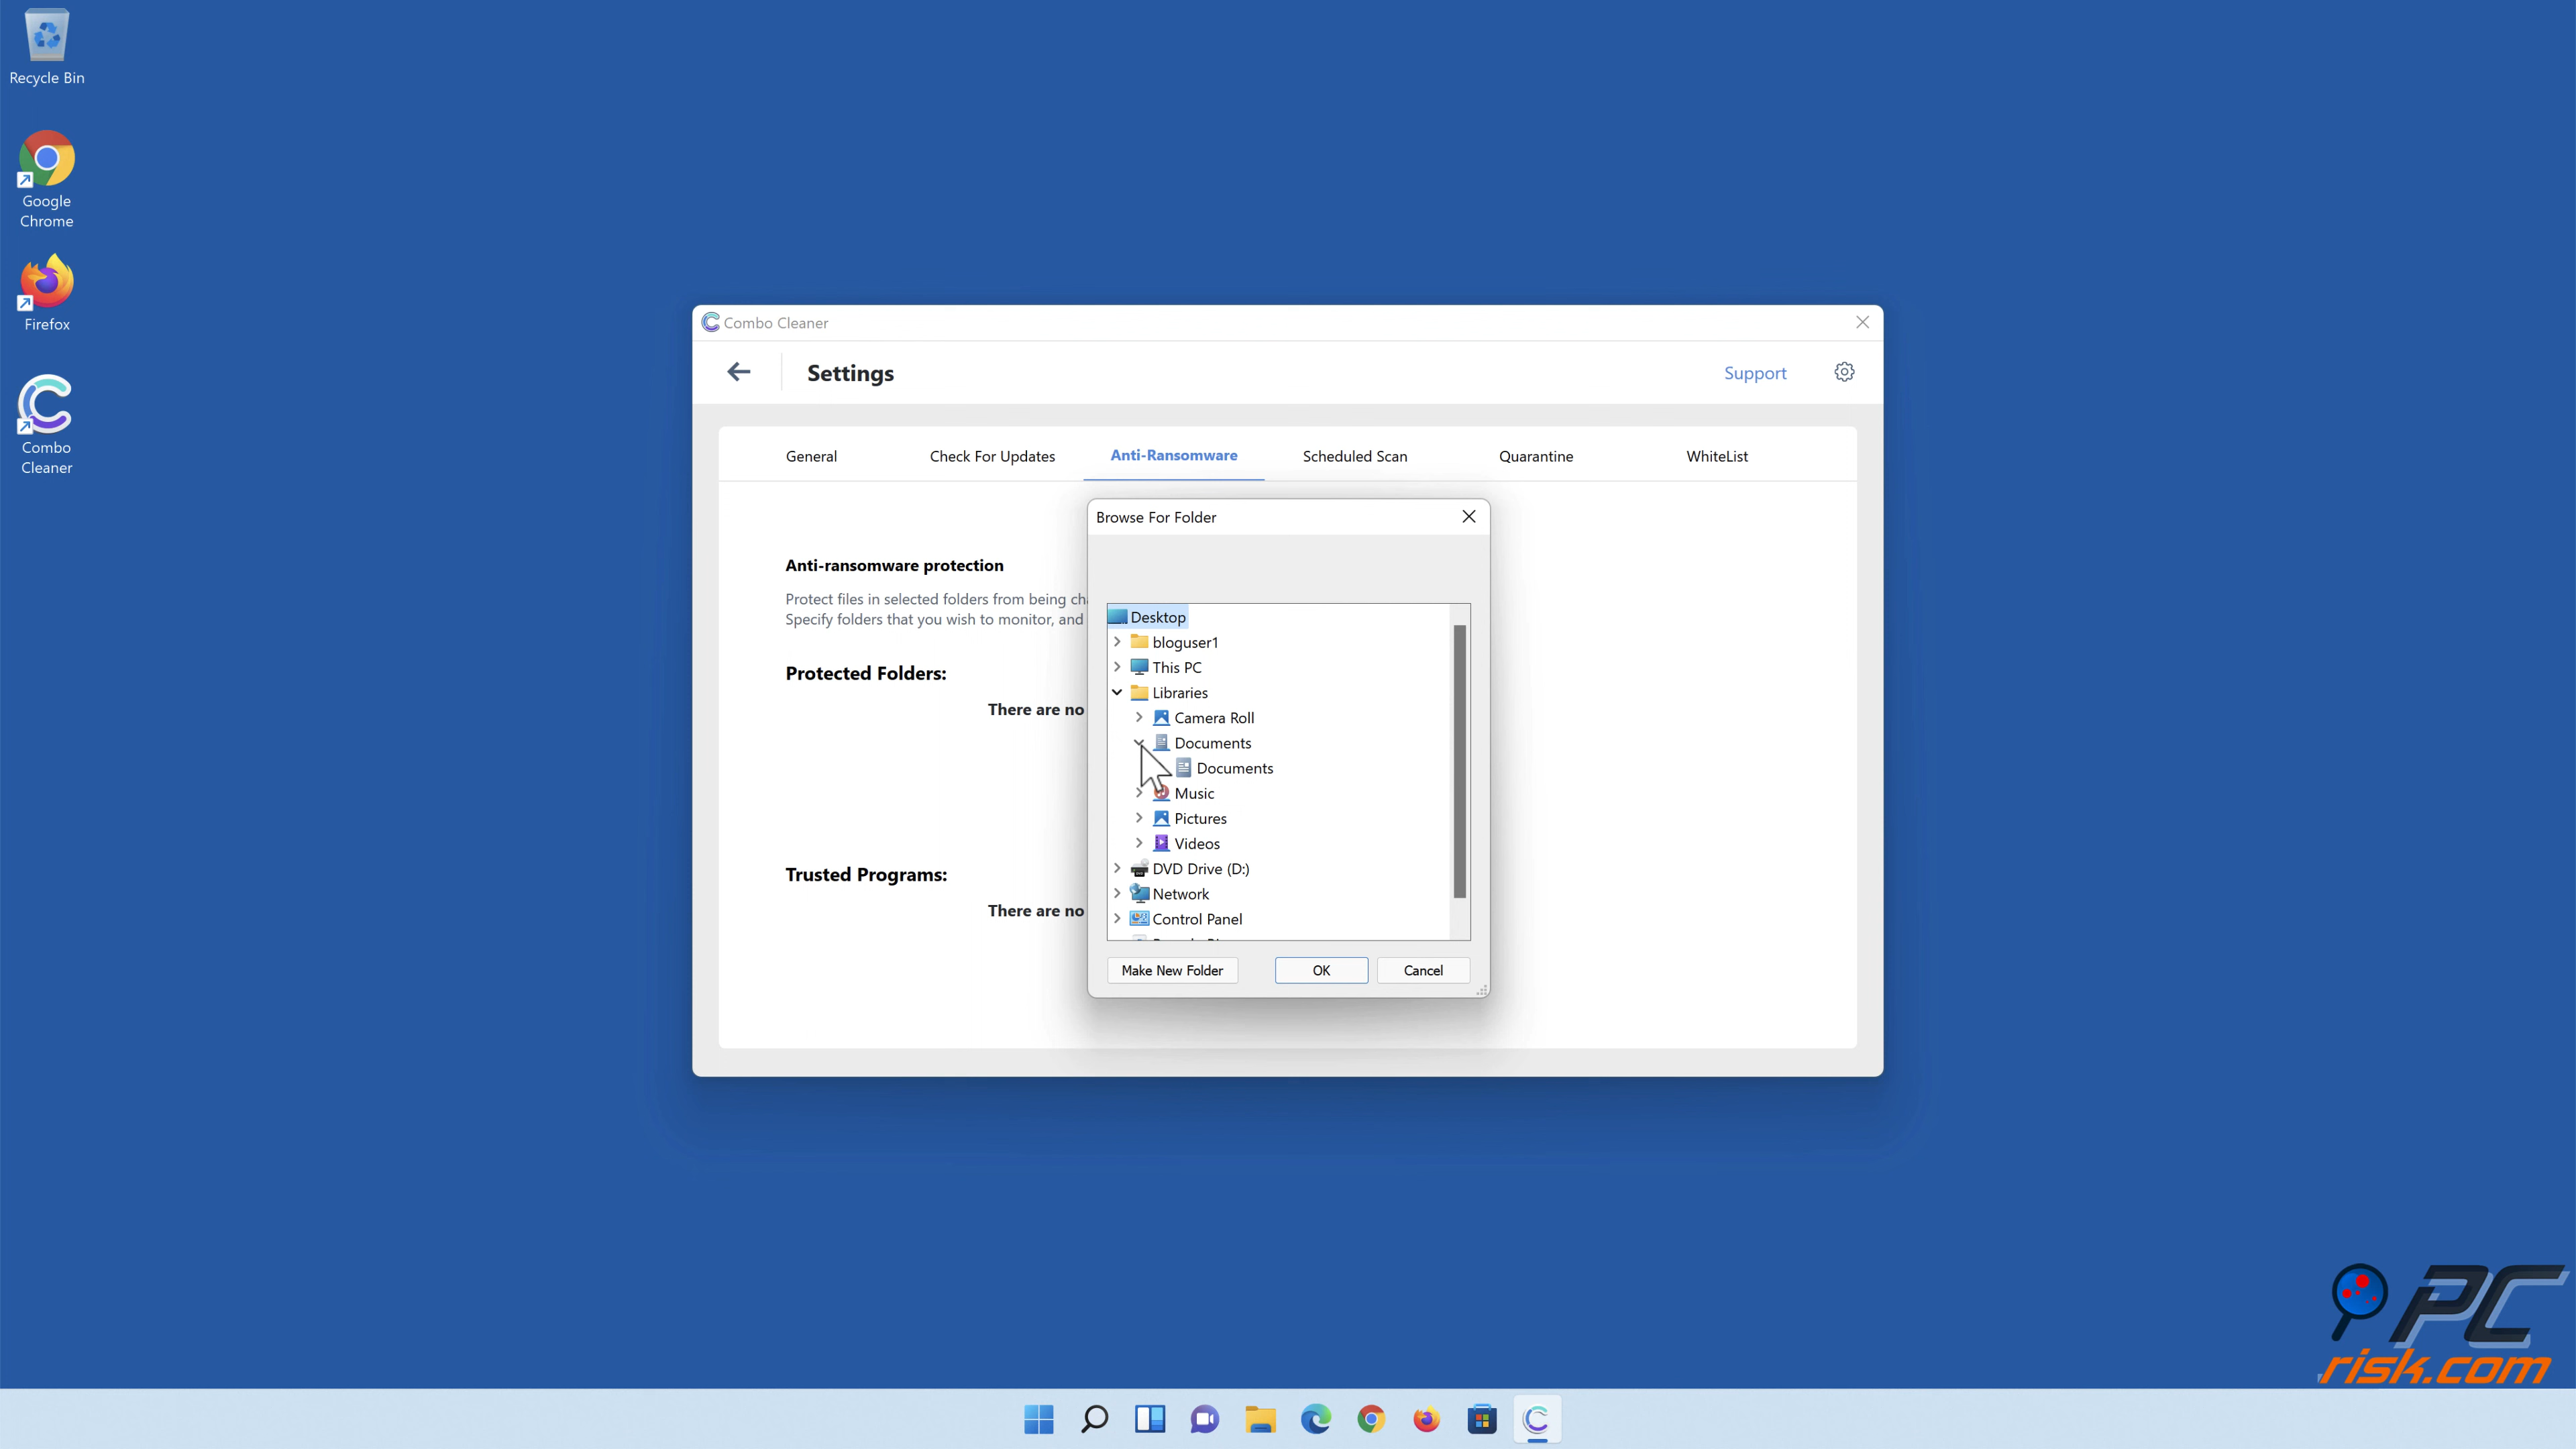 Recycle Bin
Google
Chrome
Firefox
Combo
Cleaner
Combo Cleaner
Settings
Support
General
Check For Updates
Anti-Ransomware
Scheduled Scan
Quarantine
WhiteList
Anti-ransomware protection
Protect files in selected folders from being
Specify folders that you wish to monitor, and
Protected Folders:
There are no
Trusted Programs:
There are no
Browse For Folder
Desktop
bloguser1
This PC
Libraries
Camera Roll
Documents
Documents
Music
Pictures
Videos
DVD Drive (D:)
Network
Control Panel
Make New Folder
OK
Cancel
PC
risk.com